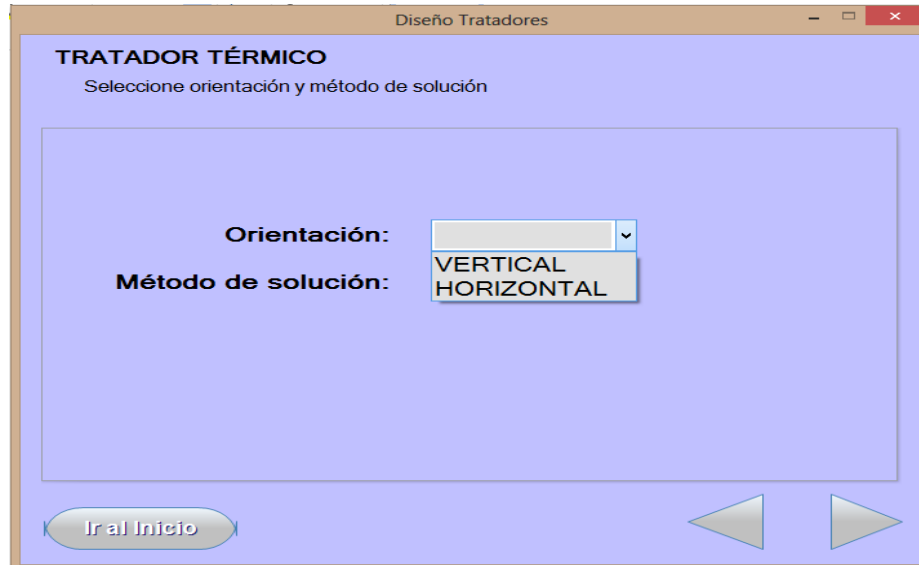 Diseño Tratadores
TRATADOR TÉRMICO
Seleccione orientación y método de solución
Orientación:
VERTICAL
Método de solución:
HORIZONTAL
Ir al Inicio